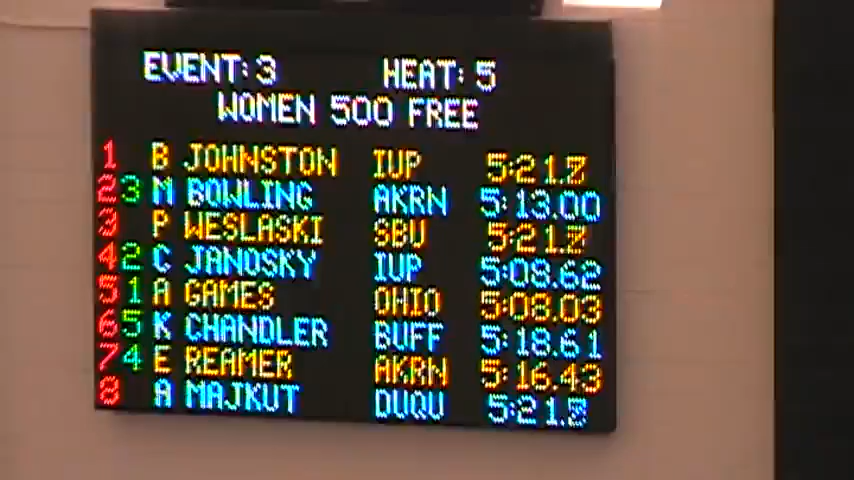 EVENT: 3 HEAT: 5
WOMEN 500 FREE
1 B JOHNSTON IUP 5:21.
2 3 M BOWLING AKRN 5:13.00
3 P WESLASKI SBU 5:21.
4 2 C JANOSKY IUP 5:08.62
5 1 A GAMES OHIO 5:08.03
6 5 K CHANDLER BUFF 5:18.61
7 4 E REAMER AKRN 5:16.43
8 A MAJKUT DUQU 5:21.